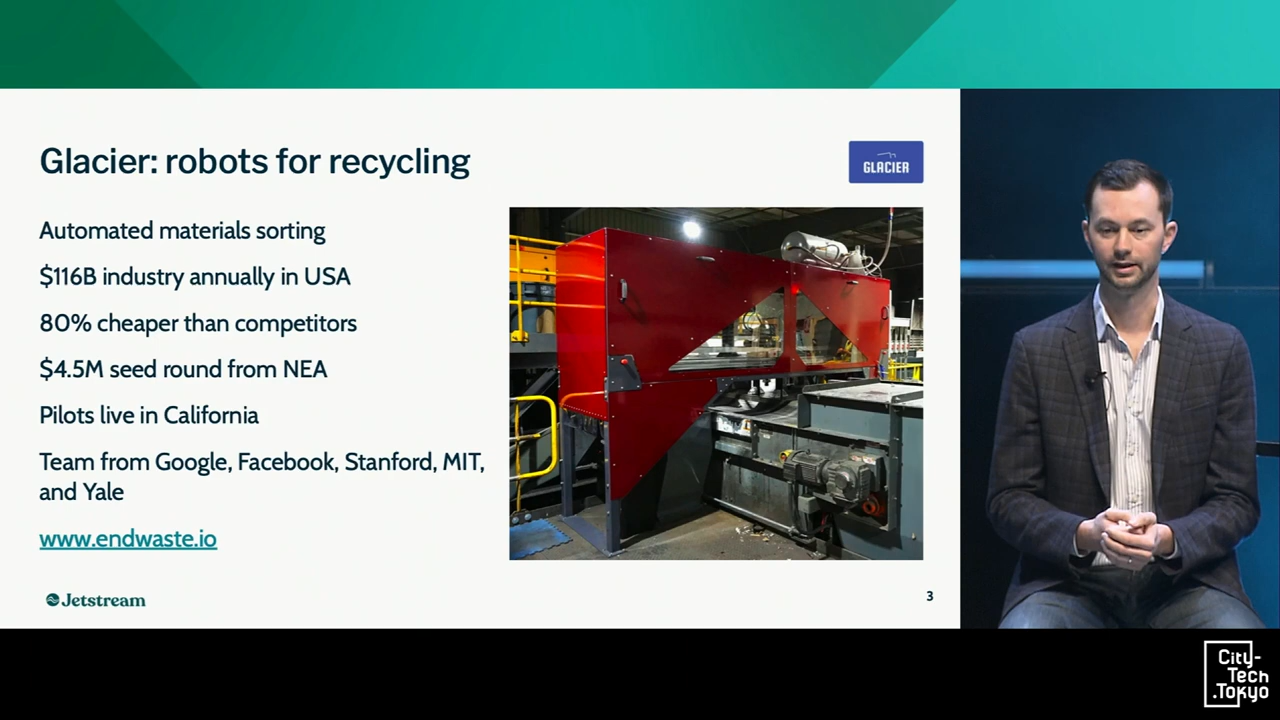 Glacier: robots for recycling
GLACIER
Automated materials sorting
$116B industry annually in USA
80% cheaper than competitors
$4.5M seed round from NEA
Pilots live in California
Team from Google, Facebook, Stanford, MIT,
and Yale
www.endwaste.io
Jetstream
3
City-
Tech
.Tokyo